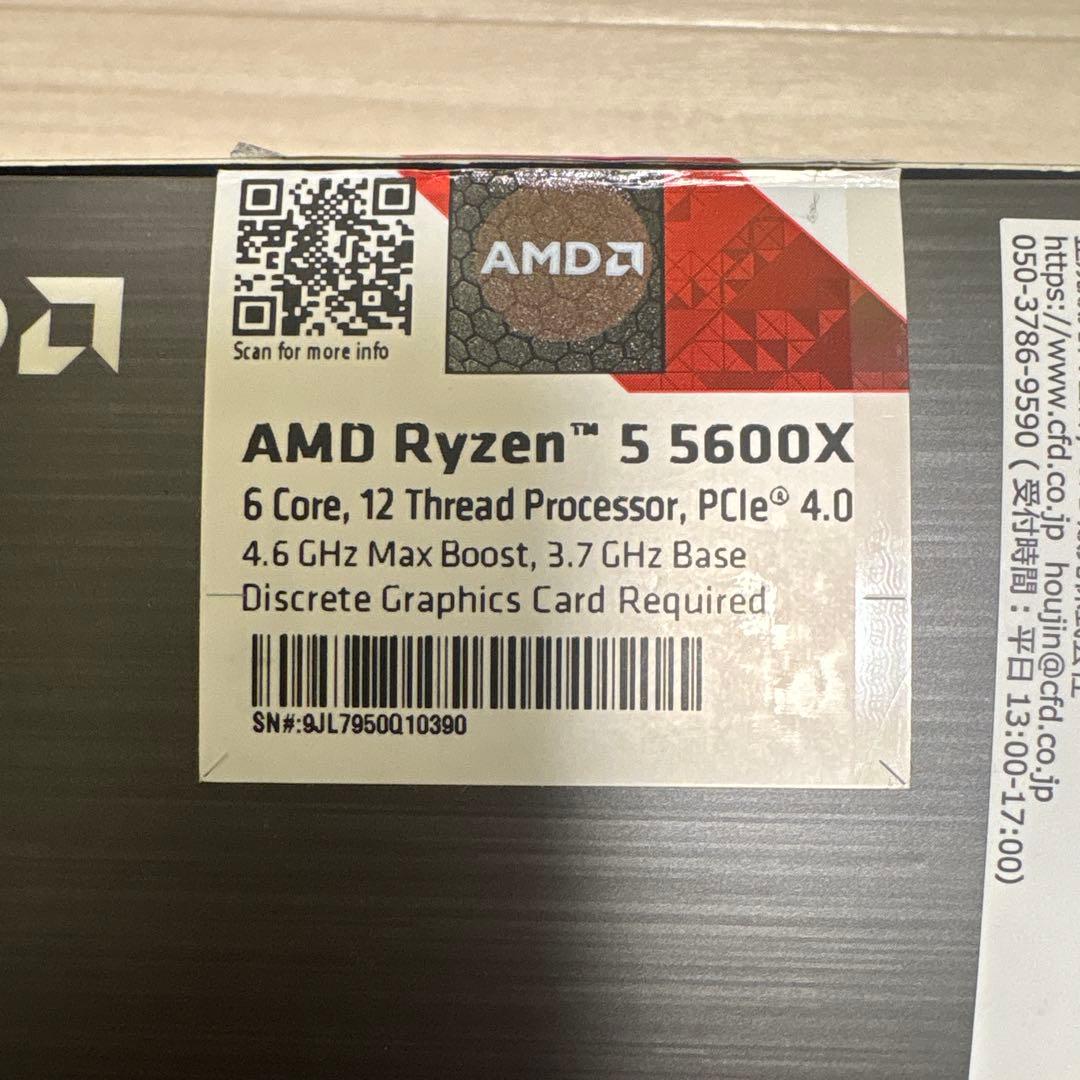 Scan for more info
AMD
AMD Ryzen™ 5 5600X
6 Core, 12 Thread Processor, PCIe® 4.0
4.6 GHz Max Boost, 3.7 GHz Base
Discrete Graphics Card Required
SN#:9JL7950Q10390
https://www.cfd.co.jp houjin@cfd.co.jp
050-3786-9590 (受付時間:平日 13:00-17:00)